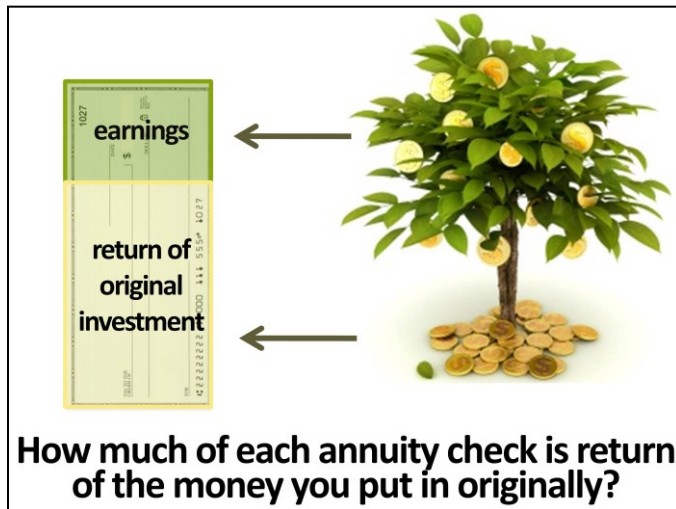 1027
earnings
$
return of
original
investment
How much of each annuity check is return
of the money you put in originally?